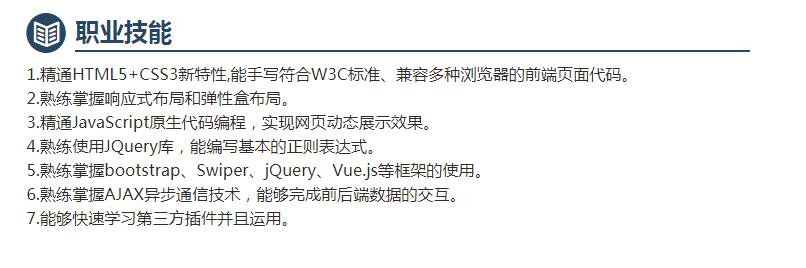 职业技能
1.精通HTML5+CSS3新特性,能手写符合W3C标准、兼容多种浏览器的前端页面代码。
2.熟练掌握响应式布局和弹性盒布局。
3.精通JavaScript原生代码编程，实现网页动态展示效果。
4.熟练使用JQuery库，能编写基本的正则表达式。
5.熟练掌握bootstrap、Swiper、jQuery、Vue.js等框架的使用。
6.熟练掌握AJAX异步通信技术，能够完成前后端数据的交互。
7.能够快速学习第三方插件并且运用。